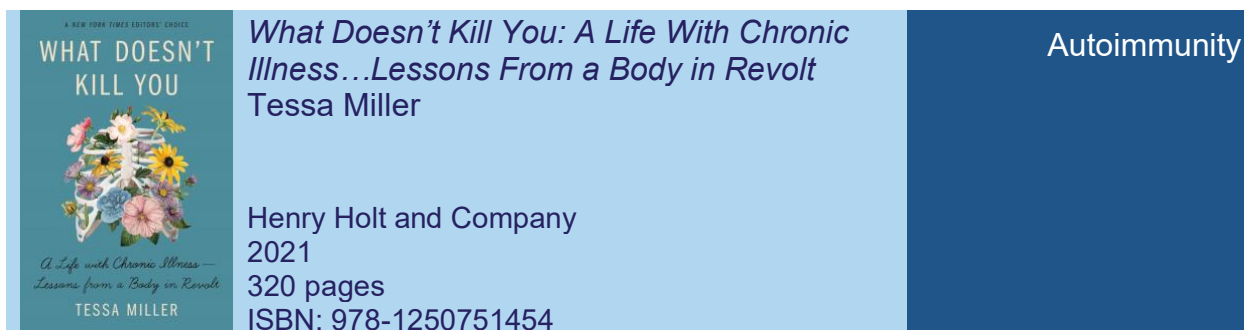 A NEW YORK TIMES EDITORS' CHOICE
WHAT DOESN'T
KILL YOU
A Life with Chronic Illness—
Lessons from a Body in Revolt
TESSA MILLER
What Doesn’t Kill You: A Life With Chronic
Illness…Lessons From a Body in Revolt
Tessa Miller
Henry Holt and Company
2021
320 pages
ISBN: 978-1250751454
Autoimmunity